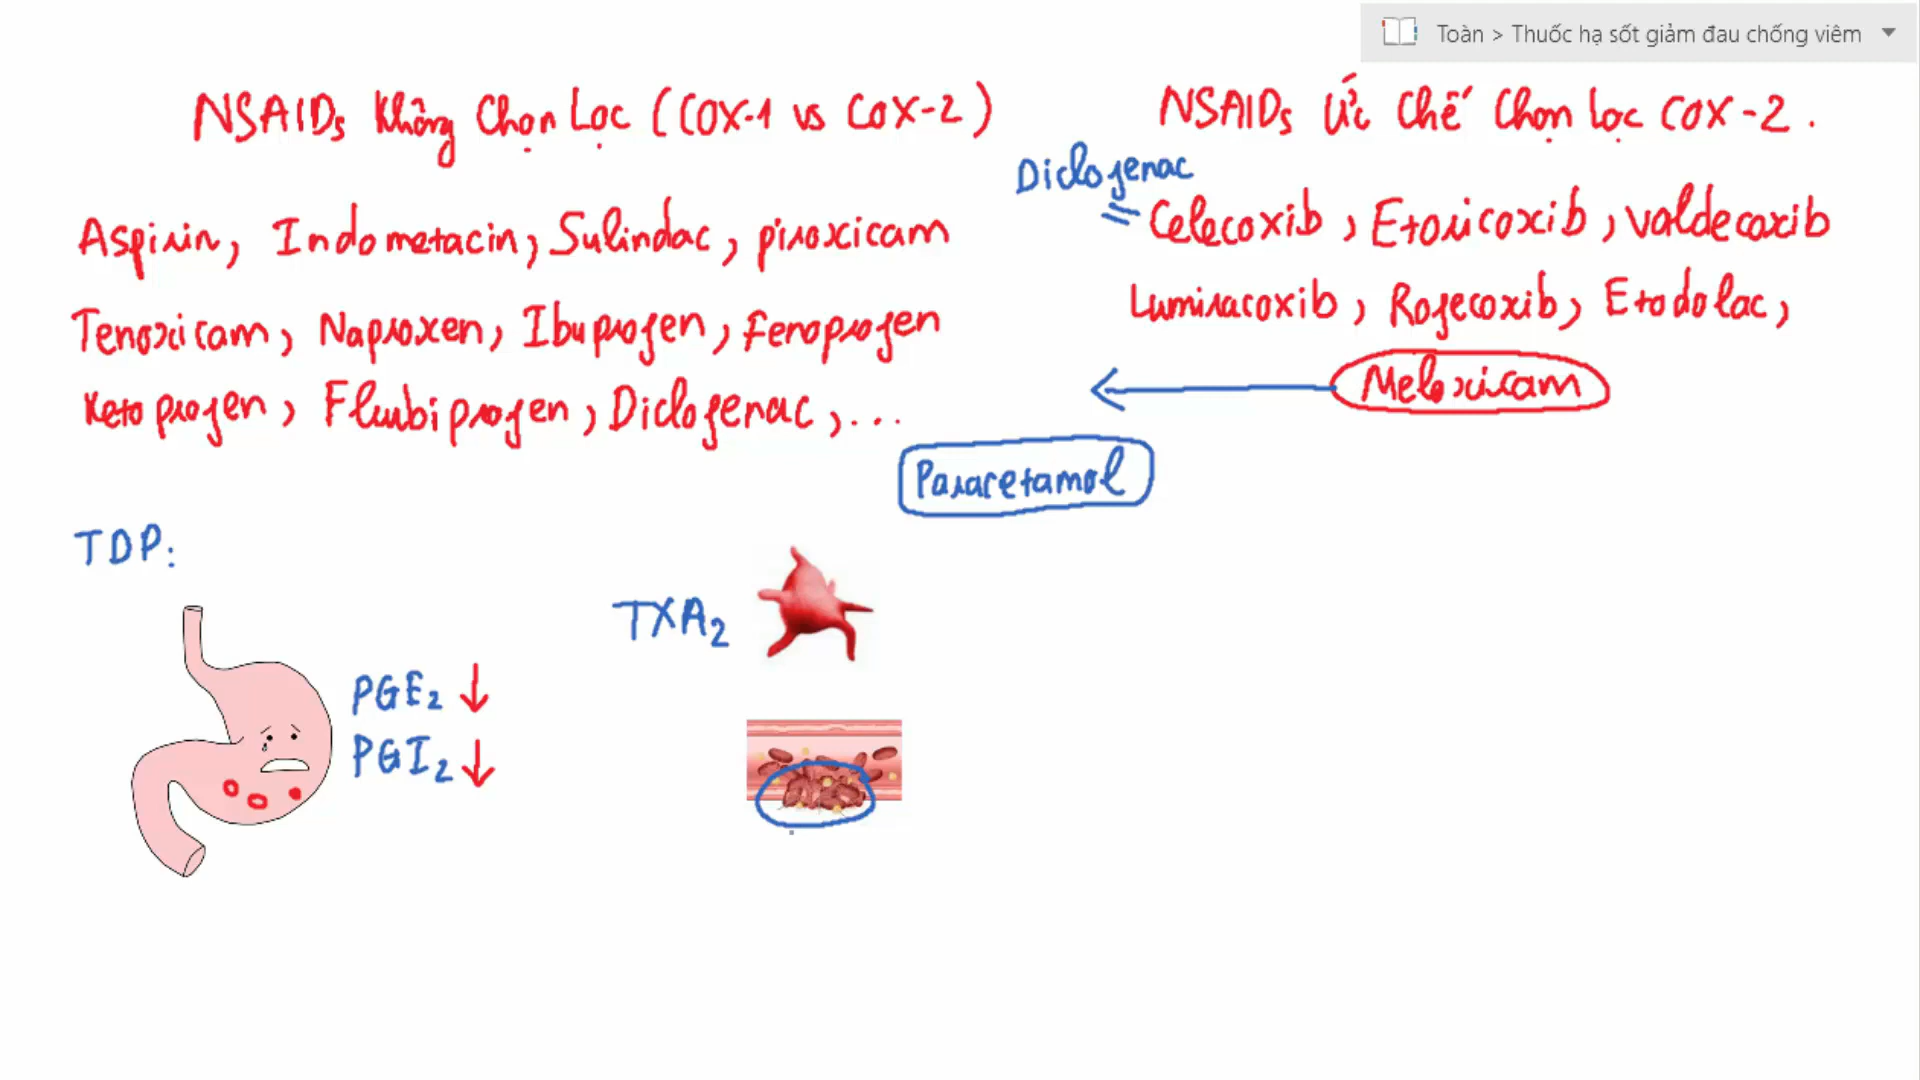 Toàn > Thuốc hạ sốt giảm đau chống viêm
NSAIDs Không Chọn Lọc (COX-1 vs COX-2)
Aspirin, Indometacin, Sulindac, piroxicam
Tenoxicam, Naproxen, Ibuprofen, Fenoprofen
Ketoprofen, Flurbiprofen, Diclofenac, ...
NSAIDs Ức Chế Chọn lọc COX-2.
Diclofenac
= Celecoxib, Etoricoxib, valdecoxib
Lumiracoxib, Rofecoxib, Etodolac,
Meloxicam
Paracetamol
TDP:
PGE2 ↓
PGI2 ↓
TXA2